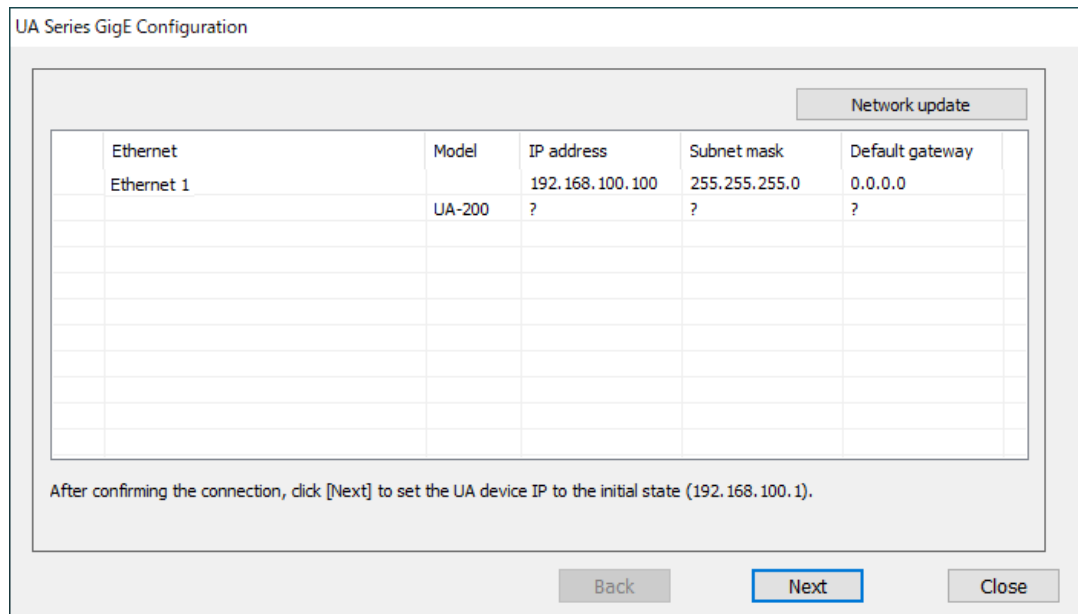 UA Series GigE Configuration
Network update
Ethernet Model IP address Subnet mask Default gateway
Ethernet 1 192.168.100.100 255.255.255.0 0.0.0.0
UA-200 ? ? ?
After confirming the connection, click [Next] to set the UA device IP to the initial state (192.168.100.1).
Back Next Close